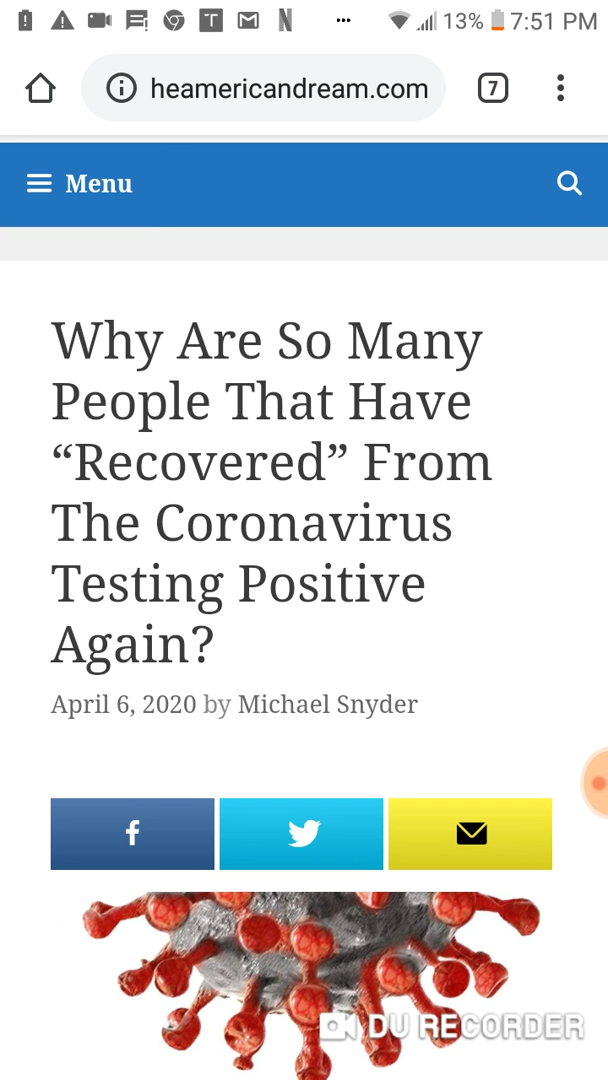 13% 7:51 PM
heamericandream.com 7
Menu
Why Are So Many
People That Have
“Recovered” From
The Coronavirus
Testing Positive
Again?
April 6, 2020 by Michael Snyder
DU RECORDER